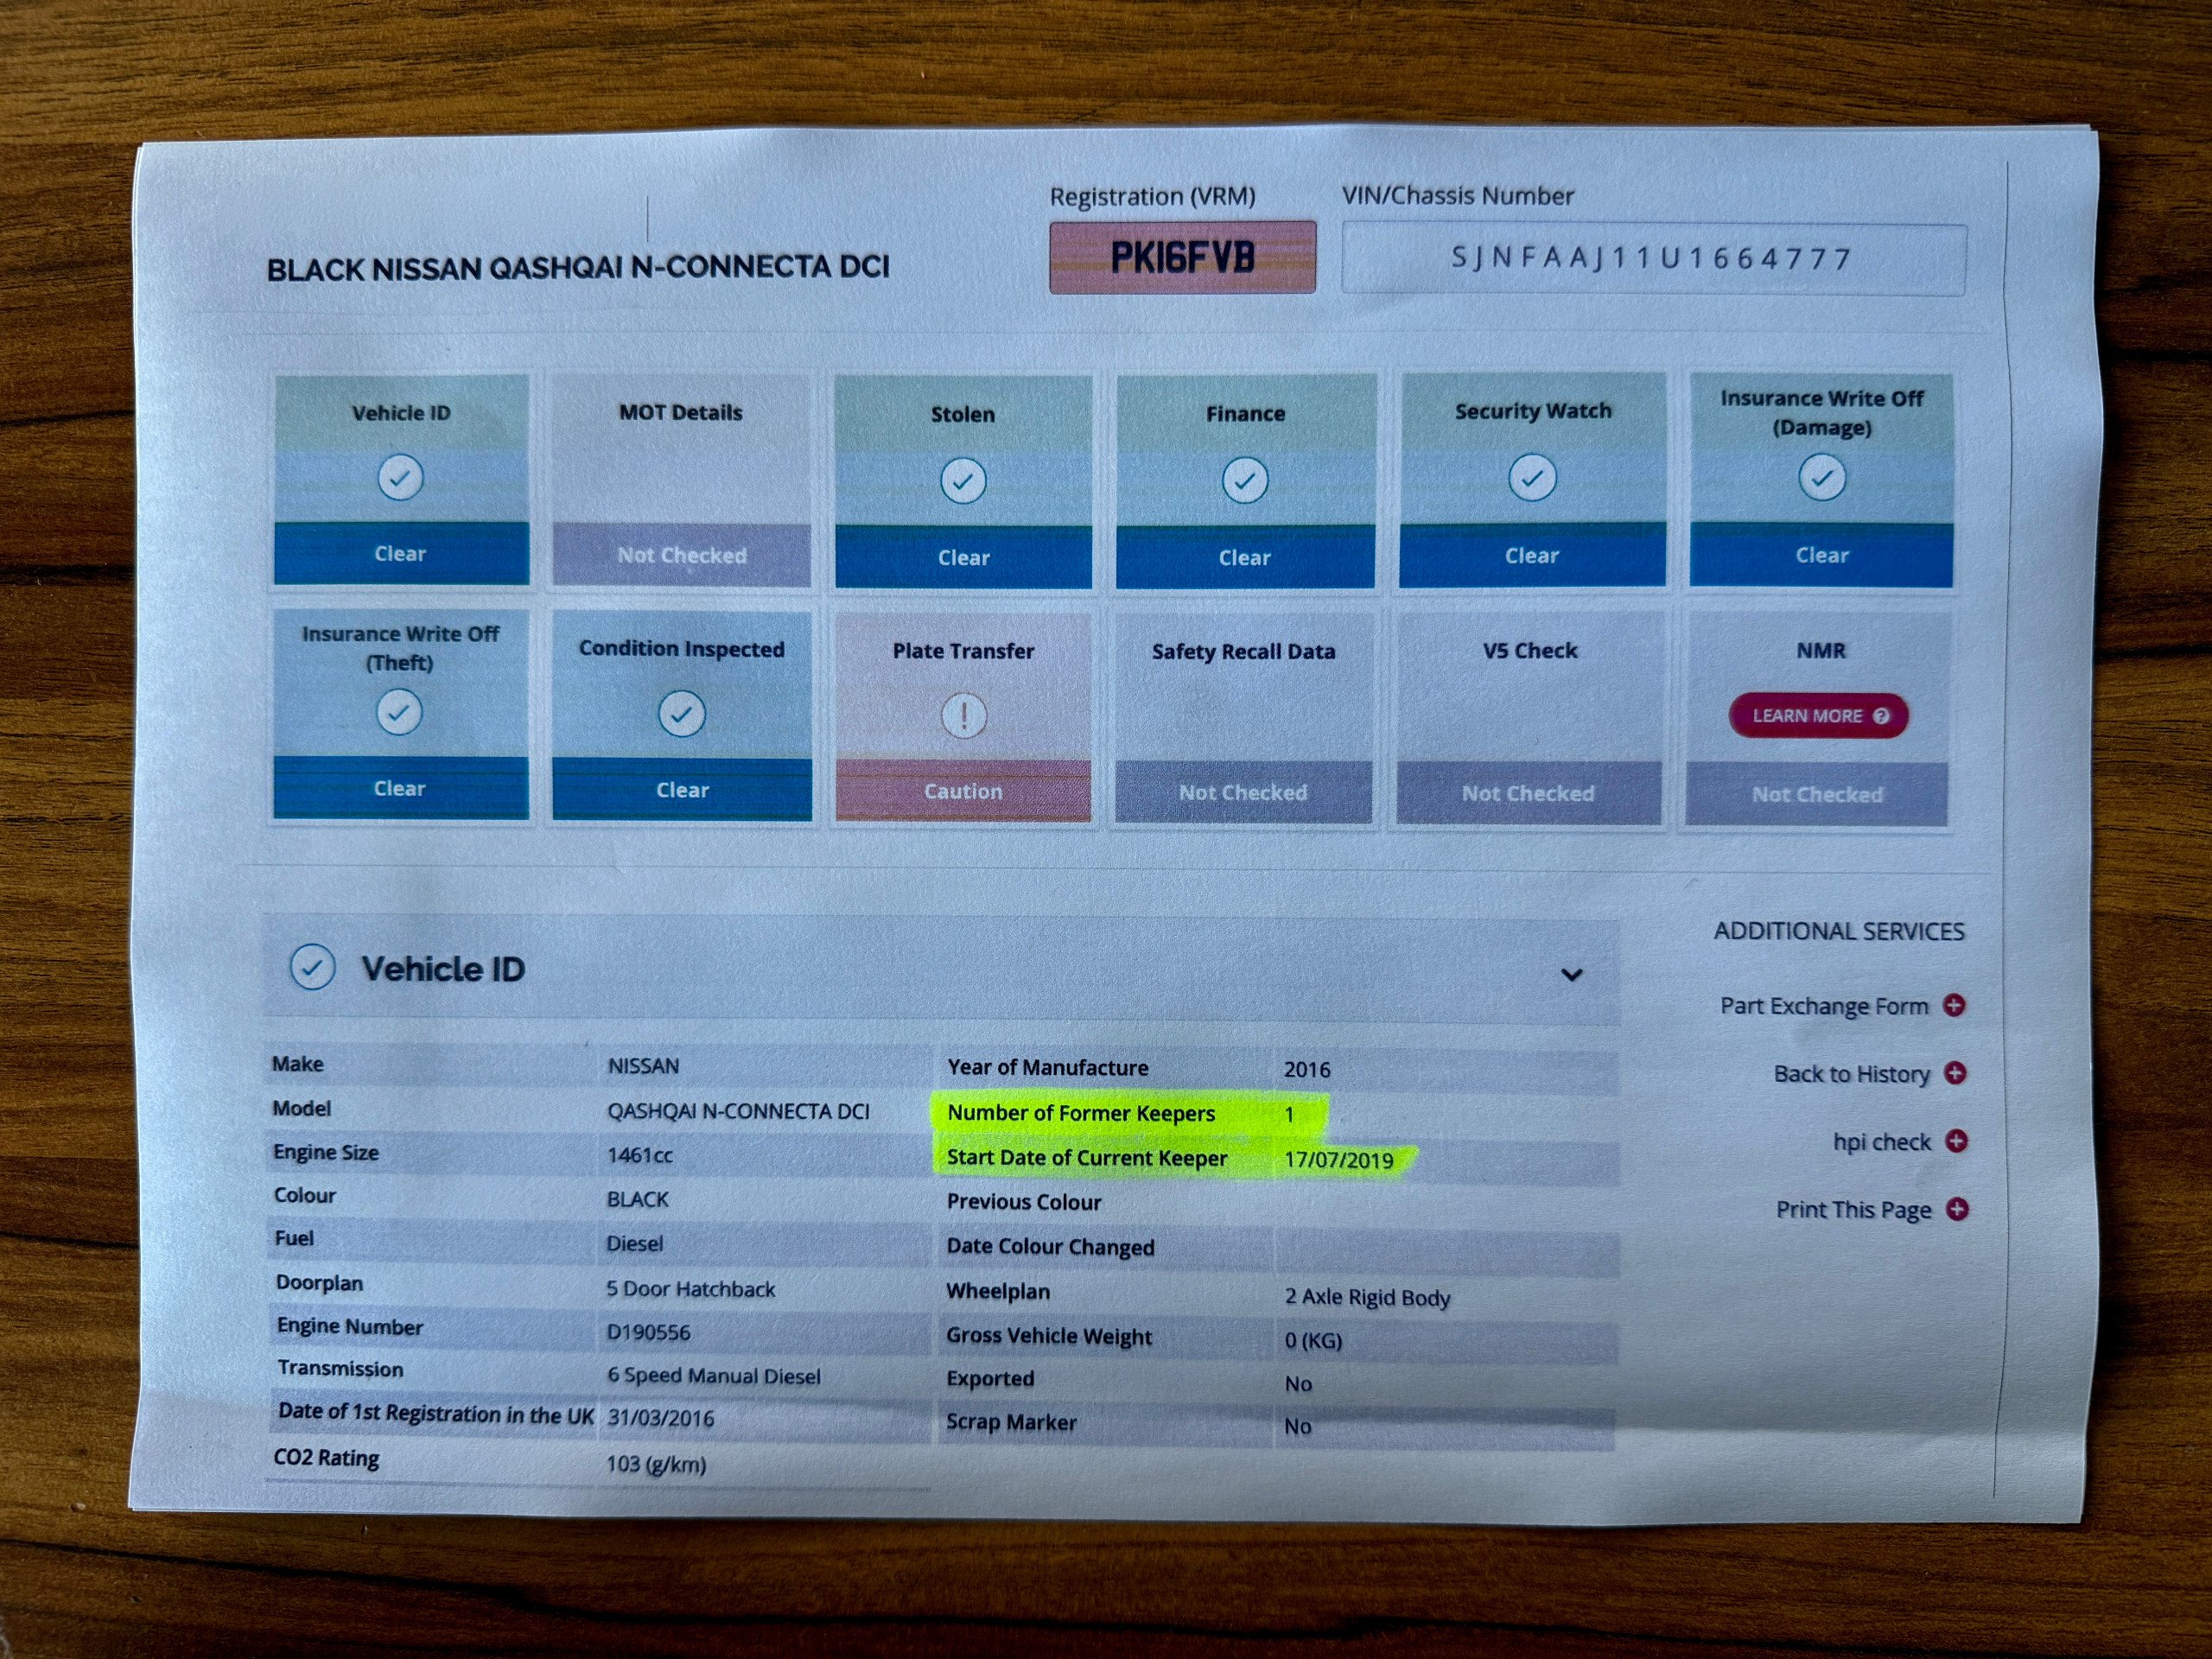 Registration (VRM) VIN/Chassis Number
BLACK NISSAN QASHQAI N-CONNECTA DCI PK16FVB SJNFAAJ11U1664777
Vehicle ID MOT Details Stolen Finance Security Watch Insurance Write Off (Damage)
Clear Not Checked Clear Clear Clear Clear
Insurance Write Off (Theft) Condition Inspected Plate Transfer Safety Recall Data V5 Check NMR
! LEARN MORE ?
Clear Clear Caution Not Checked Not Checked Not Checked
Vehicle ID
Make NISSAN Year of Manufacture 2016
Model QASHQAI N-CONNECTA DCI Number of Former Keepers 1
Engine Size 1461cc Start Date of Current Keeper 17/07/2019
Colour BLACK Previous Colour
Fuel Diesel Date Colour Changed
Doorplan 5 Door Hatchback Wheelplan 2 Axle Rigid Body
Engine Number D190556 Gross Vehicle Weight 0 (KG)
Transmission 6 Speed Manual Diesel Exported No
Date of 1st Registration in the UK 31/03/2016 Scrap Marker No
CO2 Rating 103 (g/km)
ADDITIONAL SERVICES
Part Exchange Form
Back to History
hpi check
Print This Page